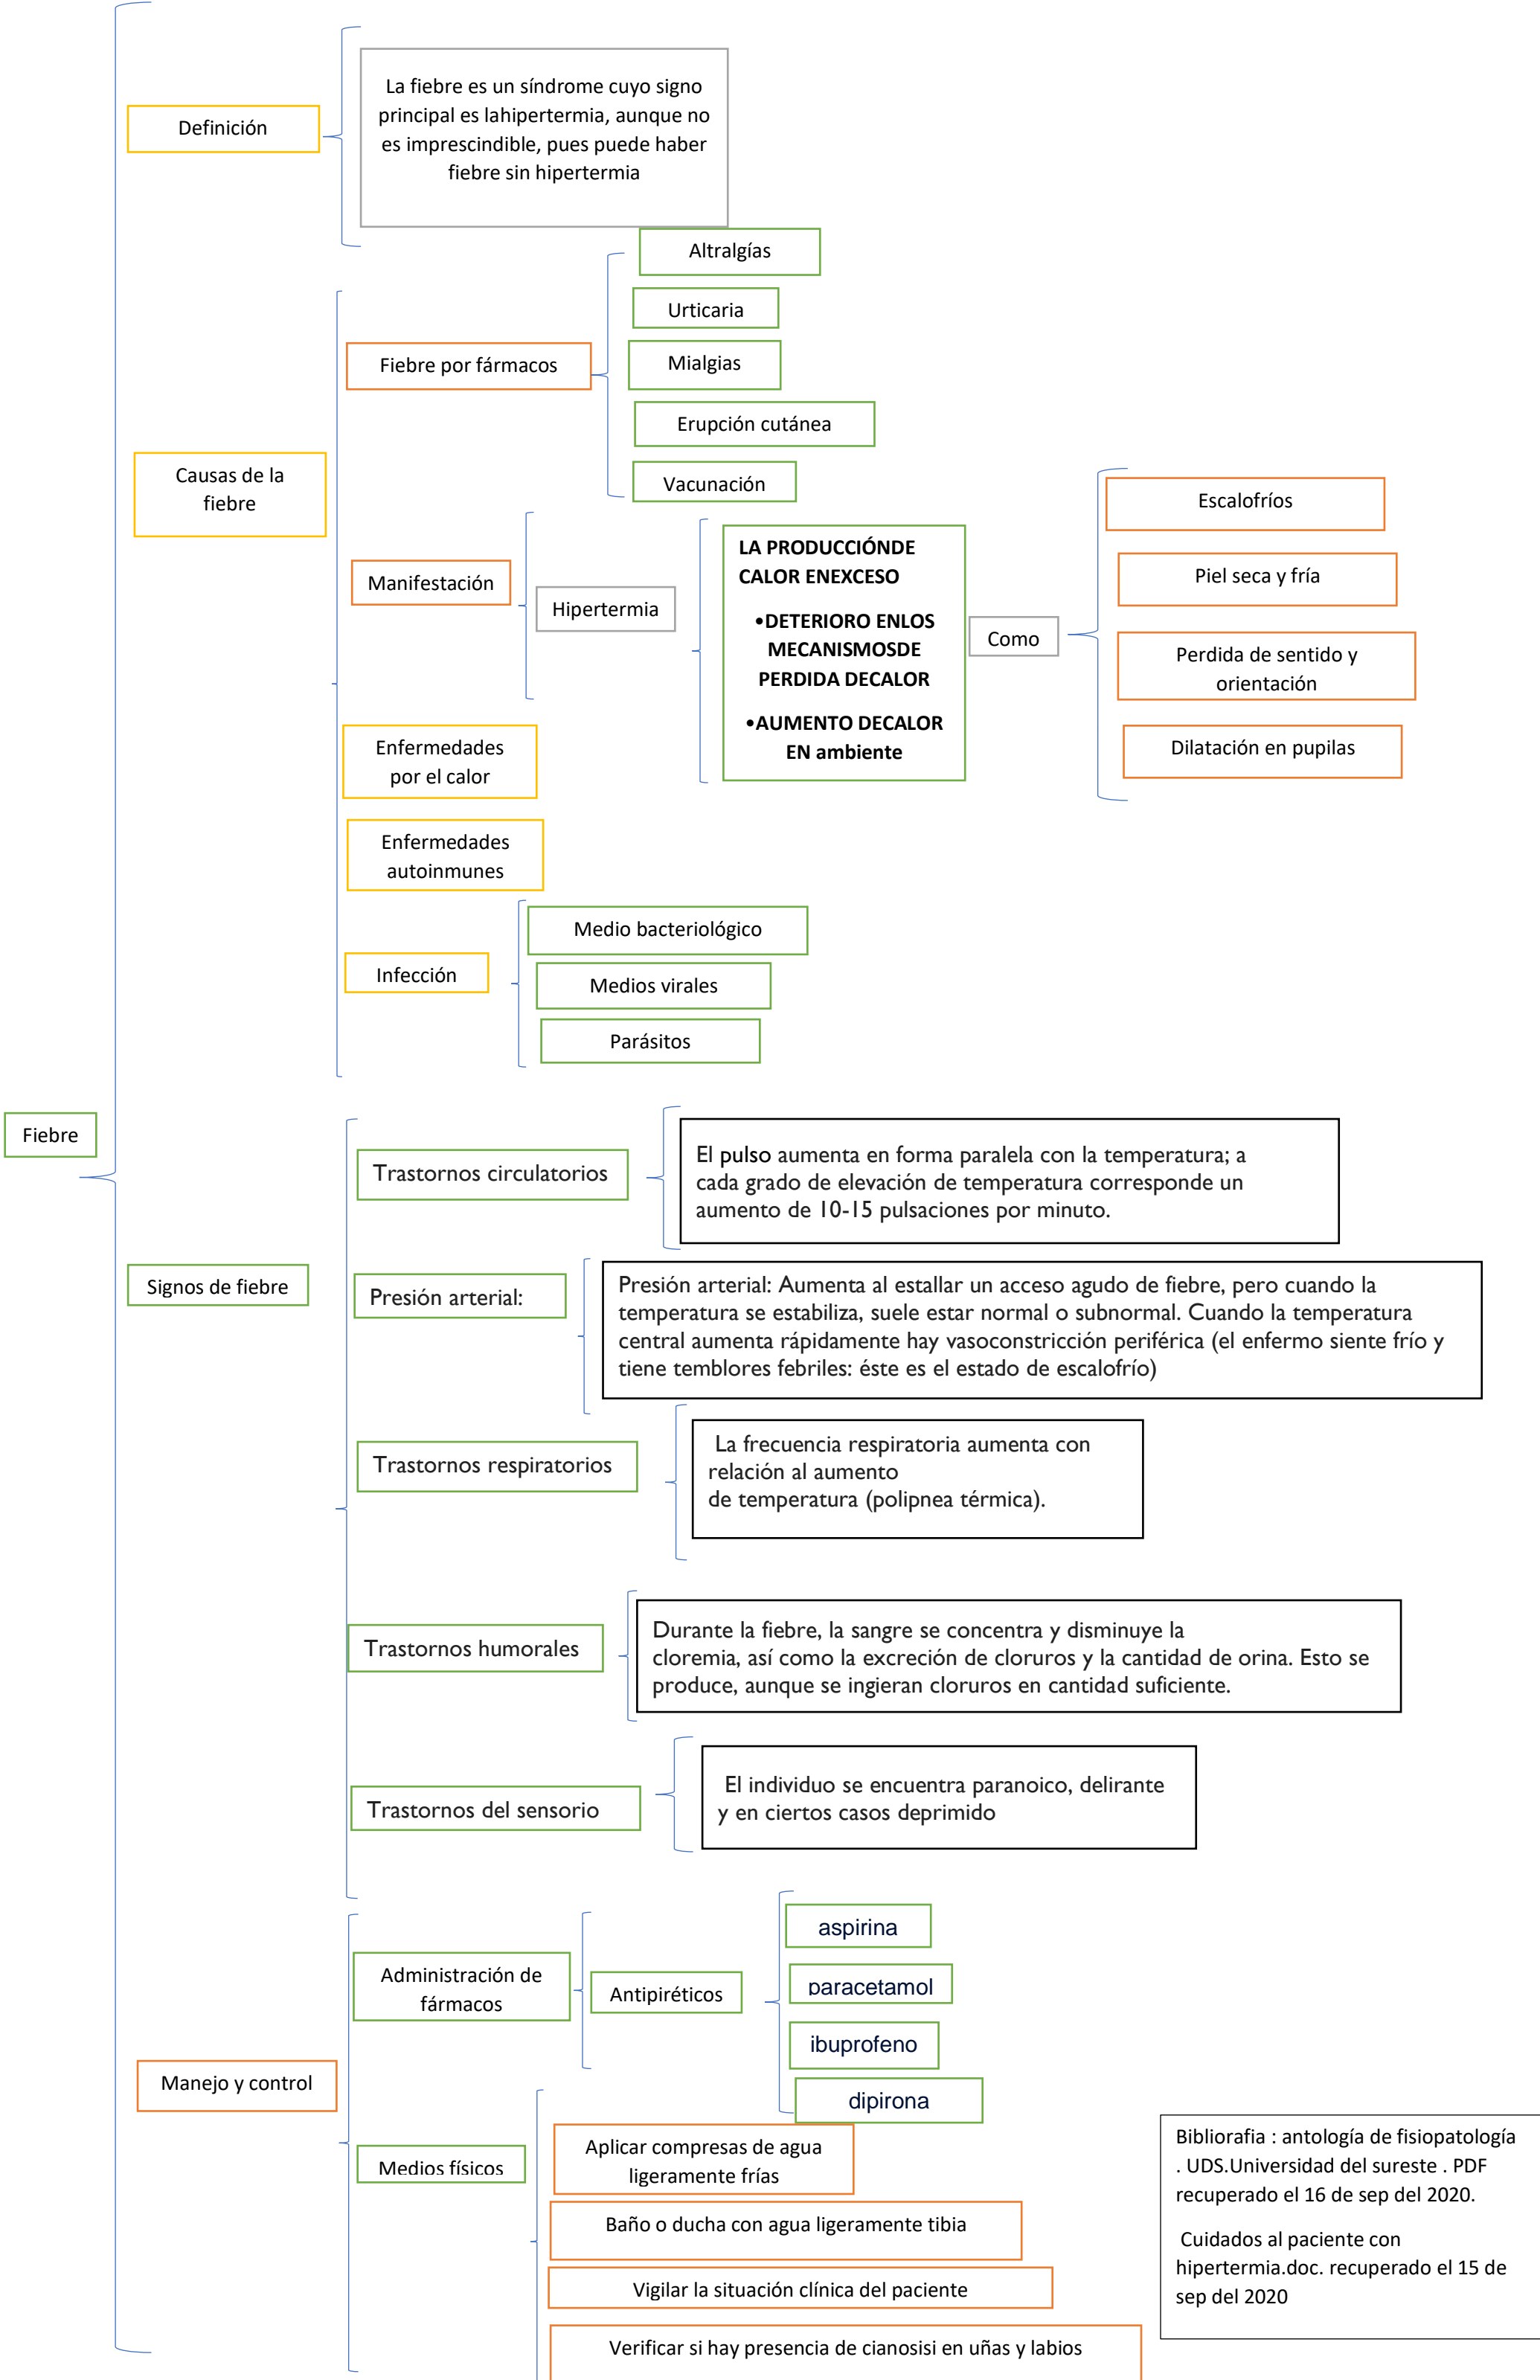 Fiebre
Definición
La fiebre es un síndrome cuyo signo
principal es lahipertermia, aunque no
es imprescindible, pues puede haber
fiebre sin hipertermia
Causas de la
fiebre
Fiebre por fármacos
Altralgías
Urticaria
Mialgias
Erupción cutánea
Vacunación
Manifestación
Hipertermia
LA PRODUCCIÓNDE
CALOR ENEXCESO
•DETERIORO ENLOS
MECANISMOSDE
PERDIDA DECALOR
•AUMENTO DECALOR
EN ambiente
Como
Escalofríos
Piel seca y fría
Perdida de sentido y
orientación
Dilatación en pupilas
Enfermedades
por el calor
Enfermedades
autoinmunes
Infección
Medio bacteriológico
Medios virales
Parásitos
Signos de fiebre
Trastornos circulatorios
El pulso aumenta en forma paralela con la temperatura; a
cada grado de elevación de temperatura corresponde un
aumento de 10-15 pulsaciones por minuto.
Presión arterial:
Presión arterial: Aumenta al estallar un acceso agudo de fiebre, pero cuando la
temperatura se estabiliza, suele estar normal o subnormal. Cuando la temperatura
central aumenta rápidamente hay vasoconstricción periférica (el enfermo siente frío y
tiene temblores febriles: éste es el estado de escalofrío)
Trastornos respiratorios
La frecuencia respiratoria aumenta con
relación al aumento
de temperatura (polipnea térmica).
Trastornos humorales
Durante la fiebre, la sangre se concentra y disminuye la
cloremia, así como la excreción de cloruros y la cantidad de orina. Esto se
produce, aunque se ingieran cloruros en cantidad suficiente.
Trastornos del sensorio
El individuo se encuentra paranoico, delirante
y en ciertos casos deprimido
Manejo y control
Administración de
fármacos
Antipiréticos
aspirina
paracetamol
ibuprofeno
dipirona
Medios físicos
Aplicar compresas de agua
ligeramente frías
Baño o ducha con agua ligeramente tibia
Vigilar la situación clínica del paciente
Verificar si hay presencia de cianosisi en uñas y labios
Bibliorafia : antología de fisiopatología
. UDS.Universidad del sureste . PDF
recuperado el 16 de sep del 2020.
Cuidados al paciente con
hipertermia.doc. recuperado el 15 de
sep del 2020